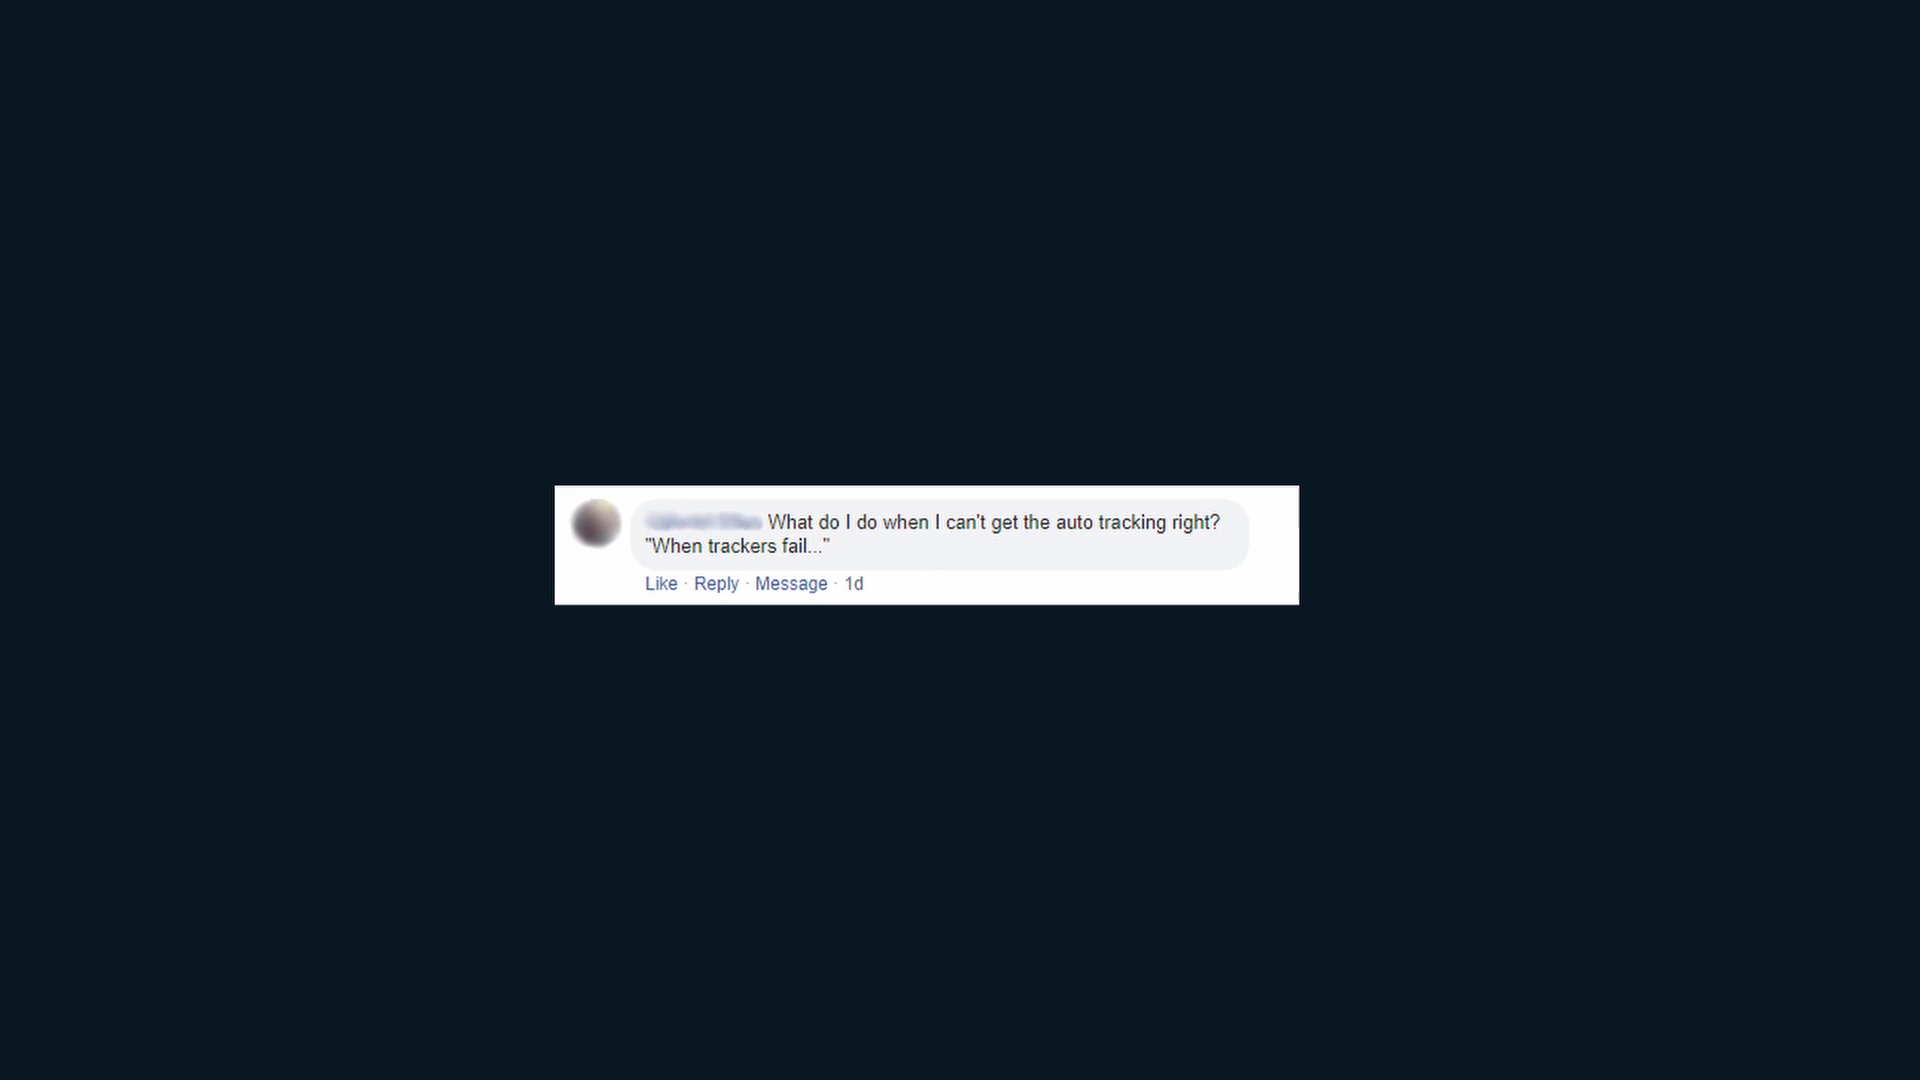 What do I do when I can't get the auto tracking right?
"When trackers fail..."
Like · Reply · Message · 1d